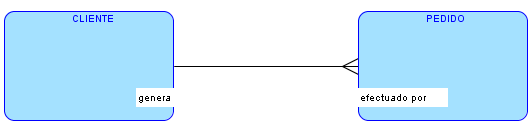 CLIENTE
PEDIDO
genera
efectuado por